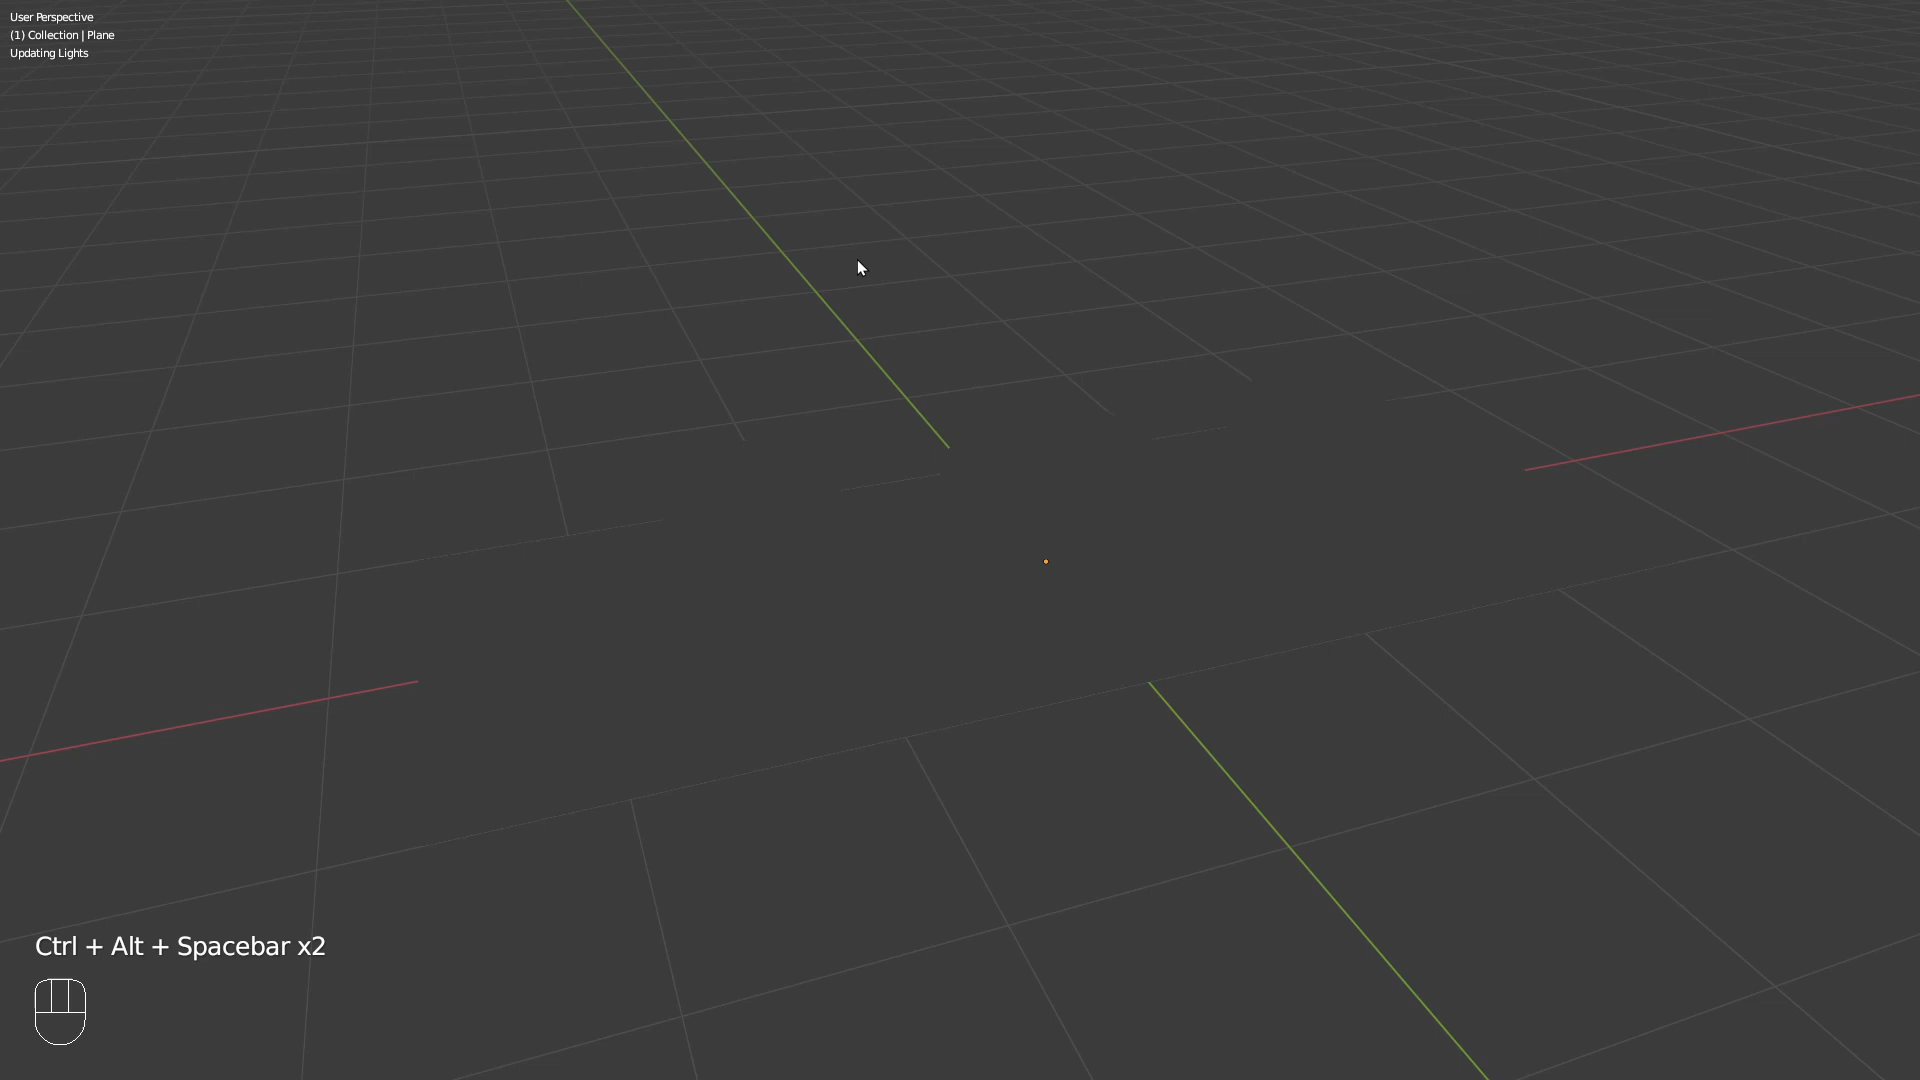 User Perspective
(1) Collection | Plane
Updating Lights
Ctrl + Alt + Spacebar x2